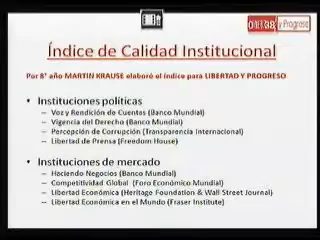 01:38
y Progreso
Índice de Calidad Institucional
Por 8° año MARTIN KRAUSE elaboró el índice para LIBERTAD Y PROGRESO
• Instituciones políticas
– Voz y Rendición de Cuentas (Banco Mundial)
– Vigencia del Derecho (Banco Mundial)
– Percepción de Corrupción (Transparencia Internacional)
– Libertad de Prensa (Freedom House)
• Instituciones de mercado
– Haciendo Negocios (Banco Mundial)
– Competitividad Global (Foro Económico Mundial)
– Libertad Económica (Heritage Foundation & Wall Street Journal)
– Libertad Económica en el Mundo (Fraser Institute)